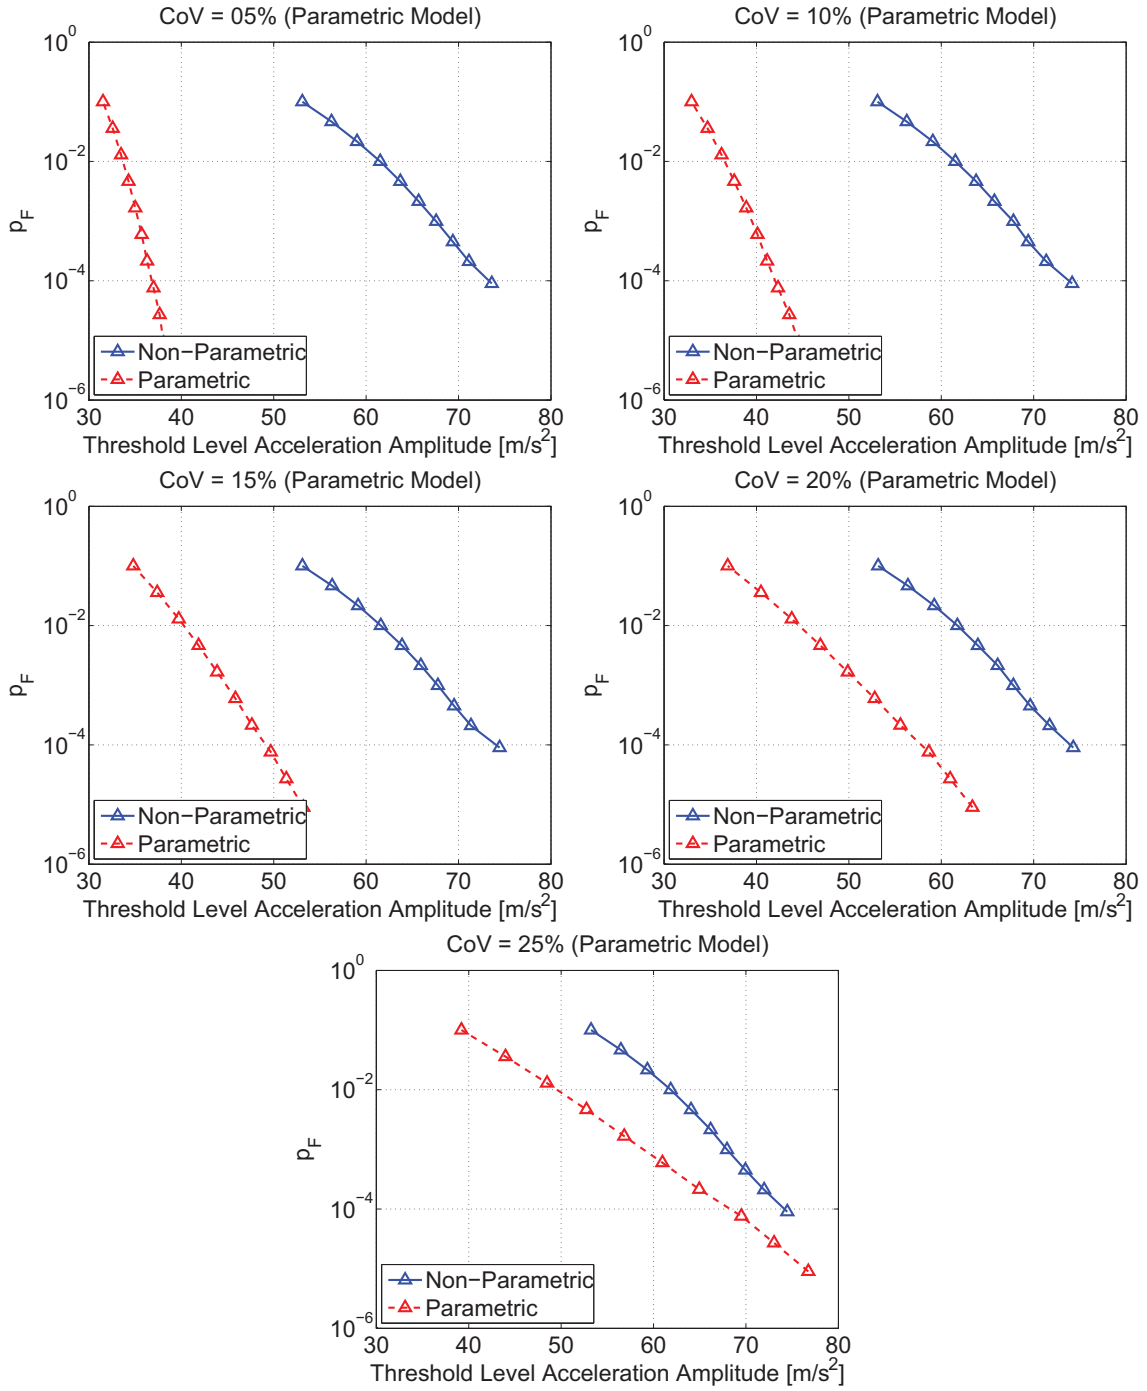 CoV = 05% (Parametric Model)
10^0
10^−2
10^−4
10^−6
p_F
Non−Parametric
Parametric
30 40 50 60 70 80
Threshold Level Acceleration Amplitude [m/s^2]
CoV = 10% (Parametric Model)
10^0
10^−2
10^−4
10^−6
p_F
Non−Parametric
Parametric
30 40 50 60 70 80
Threshold Level Acceleration Amplitude [m/s^2]
CoV = 15% (Parametric Model)
10^0
10^−2
10^−4
10^−6
p_F
Non−Parametric
Parametric
30 40 50 60 70 80
Threshold Level Acceleration Amplitude [m/s^2]
CoV = 20% (Parametric Model)
10^0
10^−2
10^−4
10^−6
p_F
Non−Parametric
Parametric
30 40 50 60 70 80
Threshold Level Acceleration Amplitude [m/s^2]
CoV = 25% (Parametric Model)
10^0
10^−2
10^−4
10^−6
p_F
Non−Parametric
Parametric
30 40 50 60 70 80
Threshold Level Acceleration Amplitude [m/s^2]